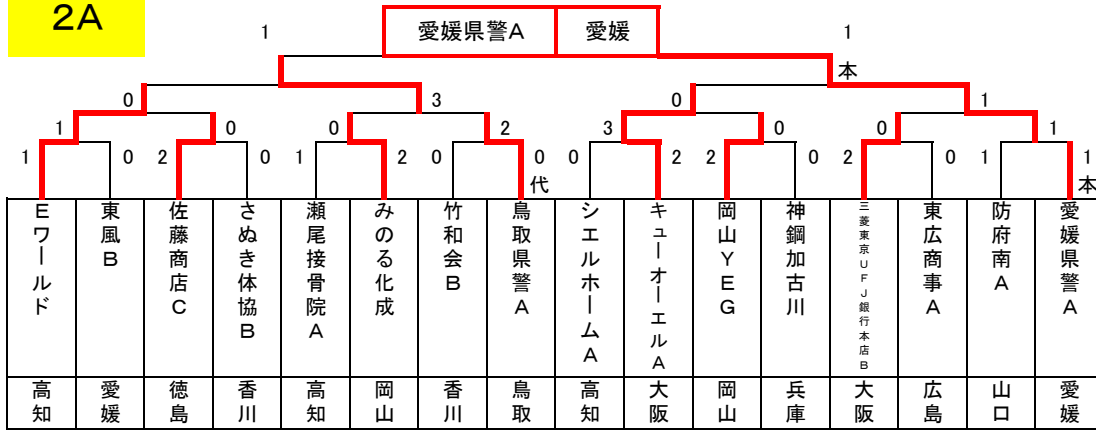 2A
愛媛県警A 愛媛
1 1
本
0 3 0 1
1 0 0 2 3 0 0 1
1 0 2 0 1 2 0 0 0 2 2 0 2 0 1 1
代 本
Eワールド
東風B
佐藤商店C
さぬき体協B
瀬尾接骨院A
みのる化成
竹和会B
鳥取県警A
シエルホームA
キューオーエルA
岡山YEG
神鋼加古川
三菱東京UFJ銀行本店B
東広商事A
防府南A
愛媛県警A
高知 愛媛 徳島 香川 高知 岡山 香川 鳥取 高知 大阪 岡山 兵庫 大阪 広島 山口 愛媛